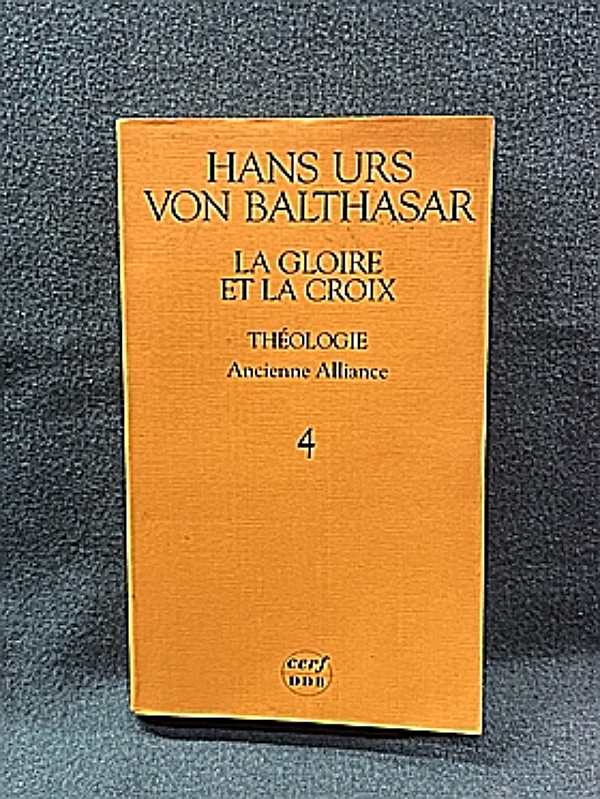 HANS URS
VON BALTHASAR
LA GLOIRE
ET LA CROIX
THÉOLOGIE
Ancienne Alliance
4
cerf
DDB